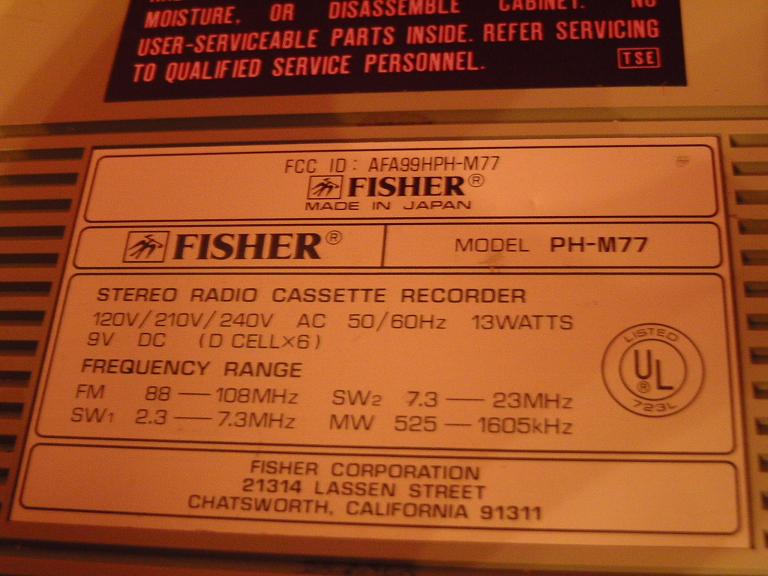 MOISTURE, OR DISASSEMBLE CABINET. NO
USER-SERVICEABLE PARTS INSIDE. REFER SERVICING
TO QUALIFIED SERVICE PERSONNEL.
TSE
FCC ID: AFA99HPH-M77
FISHER®
MADE IN JAPAN
FISHER®
MODEL PH-M77
STEREO RADIO CASSETTE RECORDER
120V/210V/240V AC 50/60Hz 13WATTS
9V DC (D CELL×6)
FREQUENCY RANGE
FM 88 — 108MHz SW2 7.3 — 23MHz
SW1 2.3 — 7.3MHz MW 525 — 1605kHz
LISTED
UL®
723L
FISHER CORPORATION
21314 LASSEN STREET
CHATSWORTH, CALIFORNIA 91311